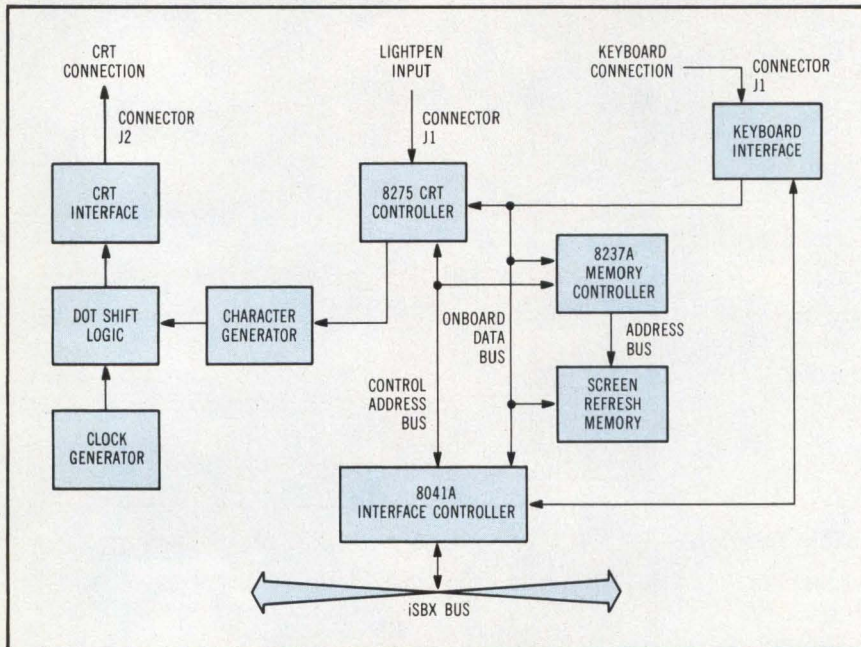 CRT
CONNECTION
CONNECTOR
J2
LIGHTPEN
INPUT
CONNECTOR
J1
KEYBOARD
CONNECTION
CONNECTOR
J1
KEYBOARD
INTERFACE
CRT
INTERFACE
8275 CRT
CONTROLLER
8237A
MEMORY
CONTROLLER
DOT SHIFT
LOGIC
CHARACTER
GENERATOR
ONBOARD
DATA
BUS
ADDRESS
BUS
CONTROL
ADDRESS
BUS
SCREEN
REFRESH
MEMORY
CLOCK
GENERATOR
8041A
INTERFACE CONTROLLER
iSBX BUS